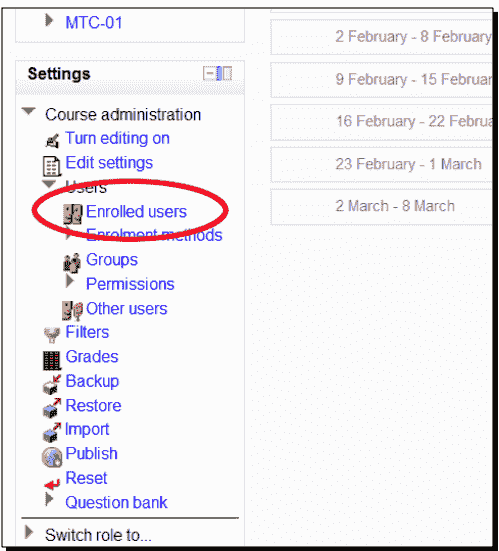 MTC-01
Settings
Course administration
Turn editing on
Edit settings
Users
Enrolled users
Enrolment methods
Groups
Permissions
Other users
Filters
Grades
Backup
Restore
Import
Publish
Reset
Question bank
Switch role to...
2 February - 8 February
9 February - 15 Februar
16 February - 22 Februa
23 February - 1 March
2 March - 8 March